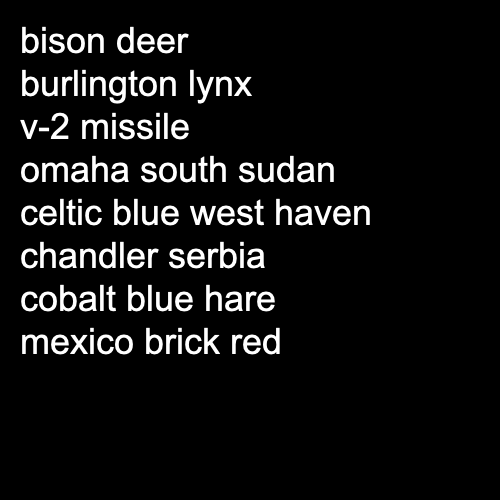 bison deer
burlington lynx
v-2 missile
omaha south sudan
celtic blue west haven
chandler serbia
cobalt blue hare
mexico brick red